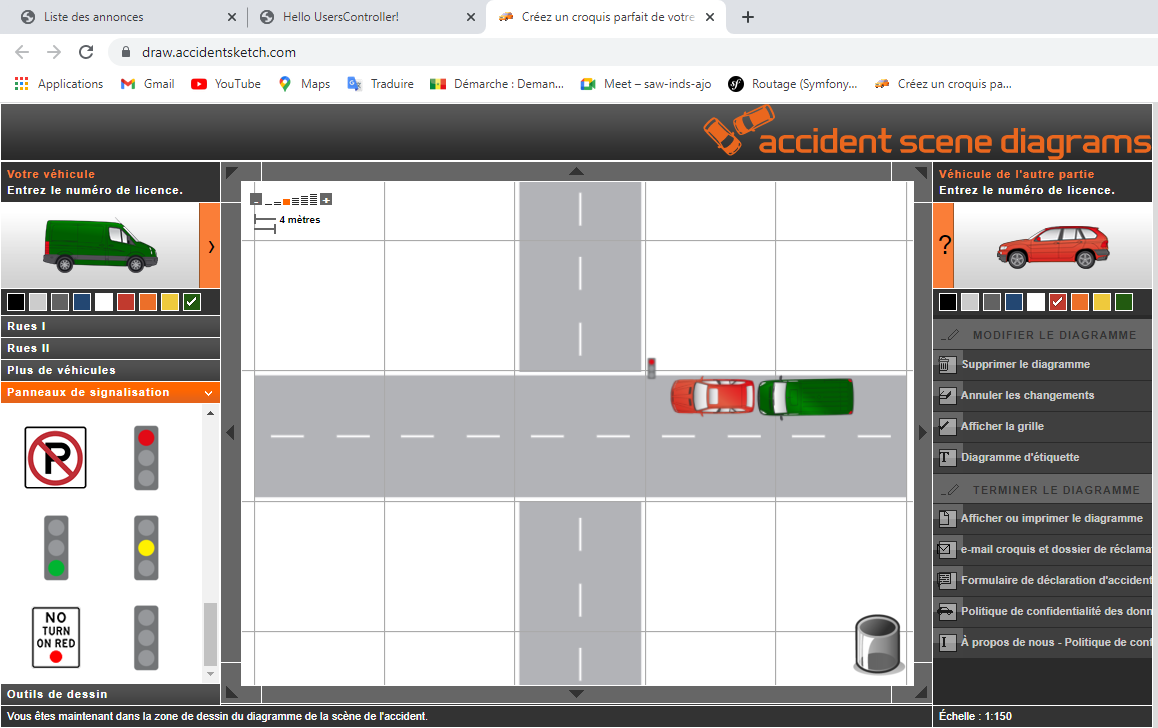 Liste des annonces
Hello UsersController!
Créez un croquis parfait de votre
draw.accidentsketch.com
Applications
Gmail
YouTube
Maps
Traduire
Démarche : Deman...
Meet – saw-inds-ajo
sf
Routage (Symfony...
Créez un croquis pa...
accident scene diagrams
Votre véhicule
Entrez le numéro de licence.
Véhicule de l'autre partie
Entrez le numéro de licence.
4 mètres
?
Rues I
Rues II
Plus de véhicules
Panneaux de signalisation
P
NO
TURN
ON RED
Outils de dessin
MODIFIER LE DIAGRAMME
Supprimer le diagramme
Annuler les changements
Afficher la grille
T
Diagramme d'étiquette
TERMINER LE DIAGRAMME
Afficher ou imprimer le diagramme
e-mail croquis et dossier de réclama
Formulaire de déclaration d'accident
Politique de confidentialité des donn
I
À propos de nous - Politique de conf
Vous êtes maintenant dans la zone de dessin du diagramme de la scène de l'accident.
Échelle : 1:150